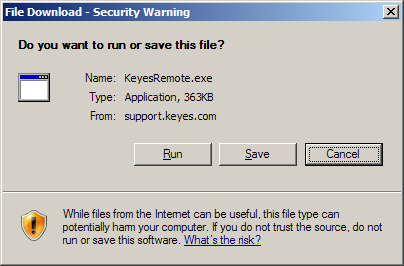 File Download - Security Warning
Do you want to run or save this file?
Name: KeyesRemote.exe
Type: Application, 363KB
From: support.keyes.com
Run Save Cancel
While files from the Internet can be useful, this file type can
potentially harm your computer. If you do not trust the source, do not
run or save this software. What's the risk?